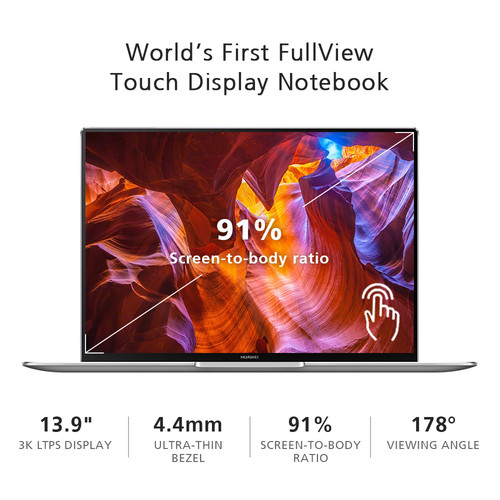 World's First FullView
Touch Display Notebook
91%
Screen-to-body ratio
HUAWEI
13.9"
3K LTPS DISPLAY
4.4mm
ULTRA-THIN
BEZEL
91%
SCREEN-TO-BODY
RATIO
178°
VIEWING ANGLE